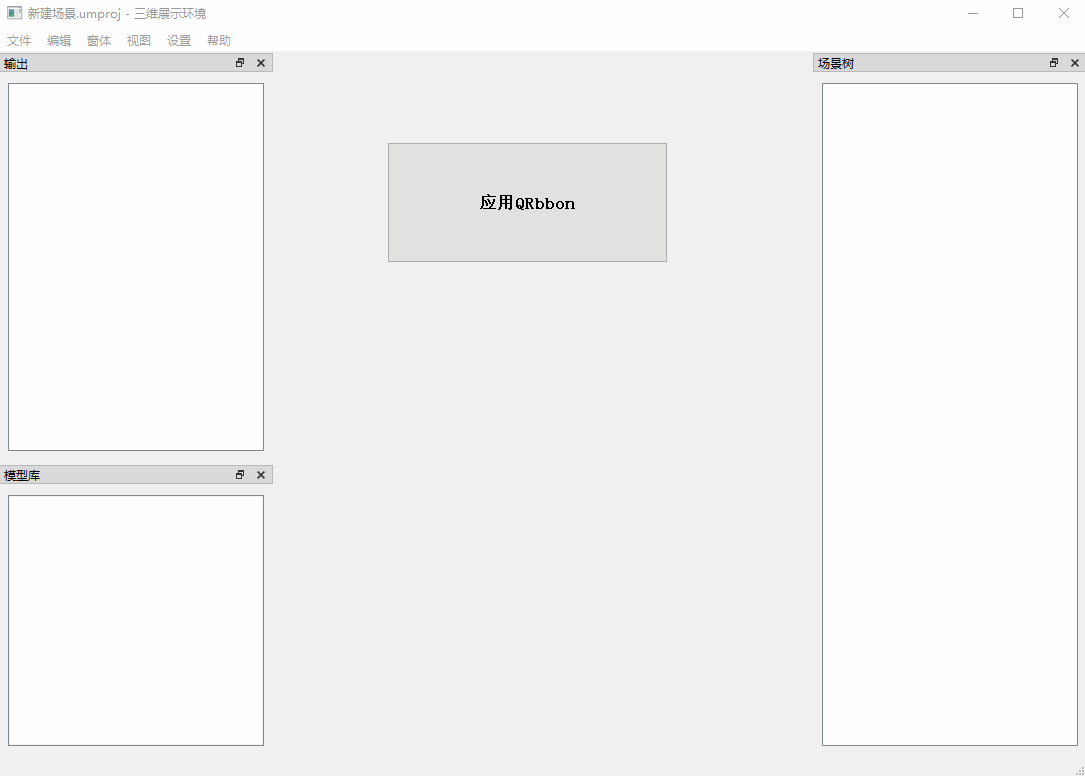 新建场景.umproj - 三维展示环境
文件 编辑 窗体 视图 设置 帮助
输出
场景树
应用QRbbon
模型库